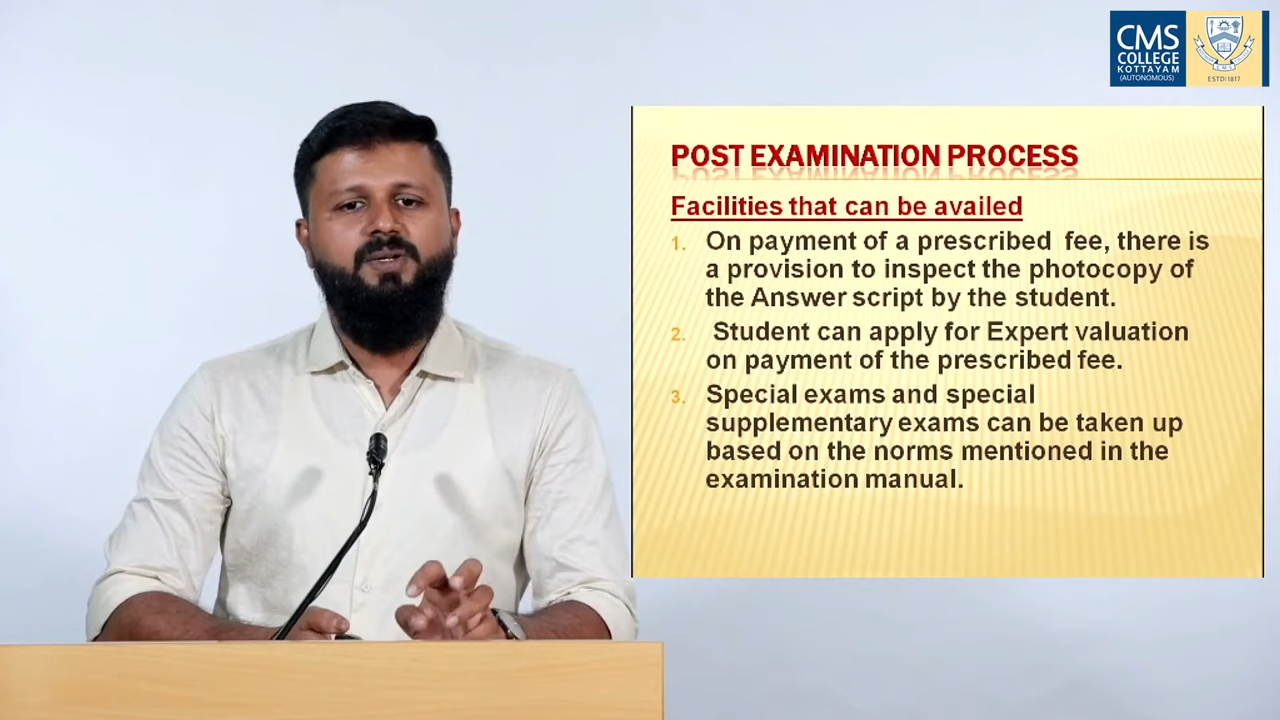 CMS
COLLEGE
KOTTAYAM
(AUTONOMOUS)
ESTD:1817
POST EXAMINATION PROCESS
Facilities that can be availed
1. On payment of a prescribed fee, there is
a provision to inspect the photocopy of
the Answer script by the student.
2. Student can apply for Expert valuation
on payment of the prescribed fee.
3. Special exams and special
supplementary exams can be taken up
based on the norms mentioned in the
examination manual.